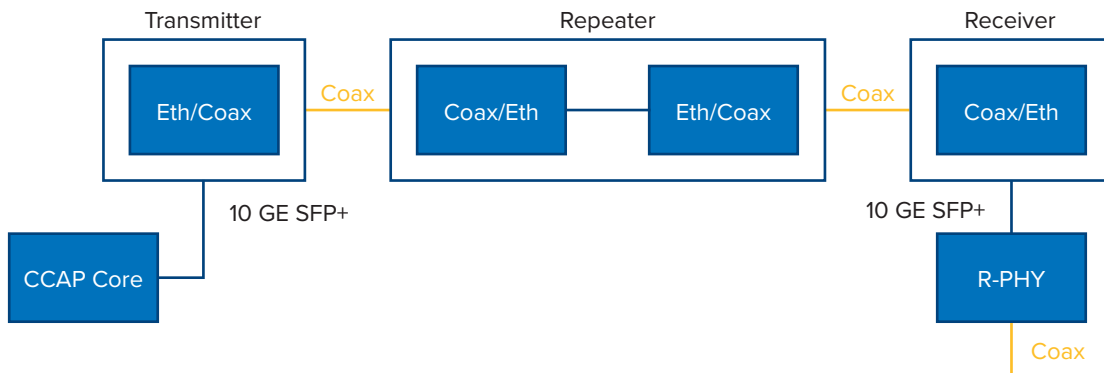 Transmitter
Repeater
Receiver
Eth/Coax
Coax
Coax/Eth
Eth/Coax
Coax
Coax/Eth
10 GE SFP+
10 GE SFP+
CCAP Core
R-PHY
Coax